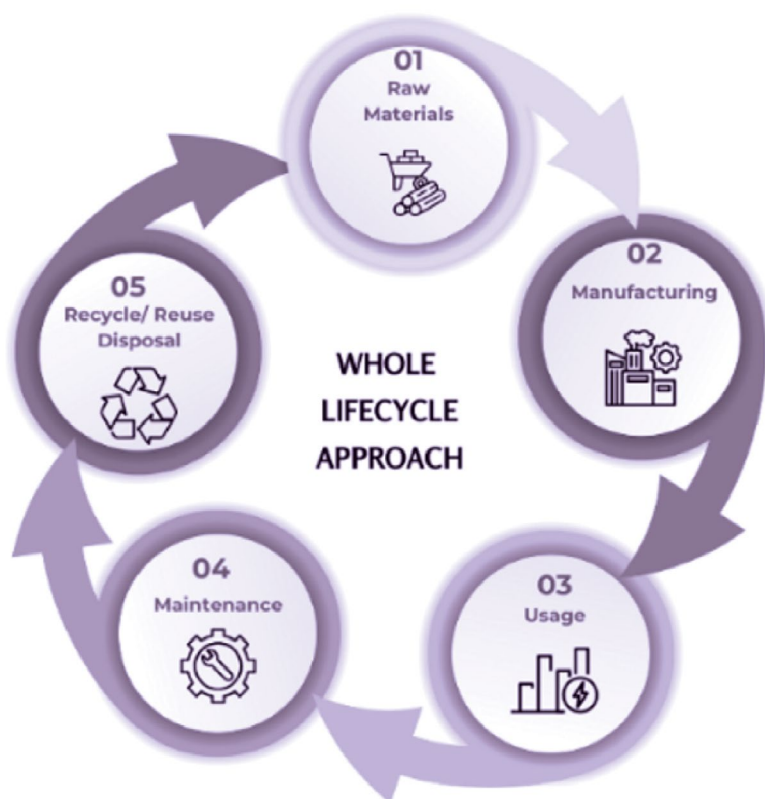 01
Raw
Materials
02
Manufacturing
03
Usage
04
Maintenance
05
Recycle/ Reuse
Disposal
WHOLE
LIFECYCLE
APPROACH